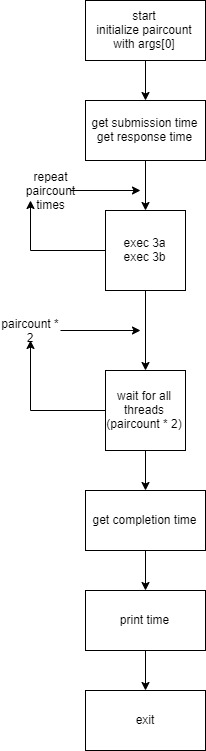 start
initialize paircount
with args[0]
get submission time
get response time
repeat
paircount
times
exec 3a
exec 3b
paircount *
2
wait for all
threads
(paircount * 2)
get completion time
print time
exit